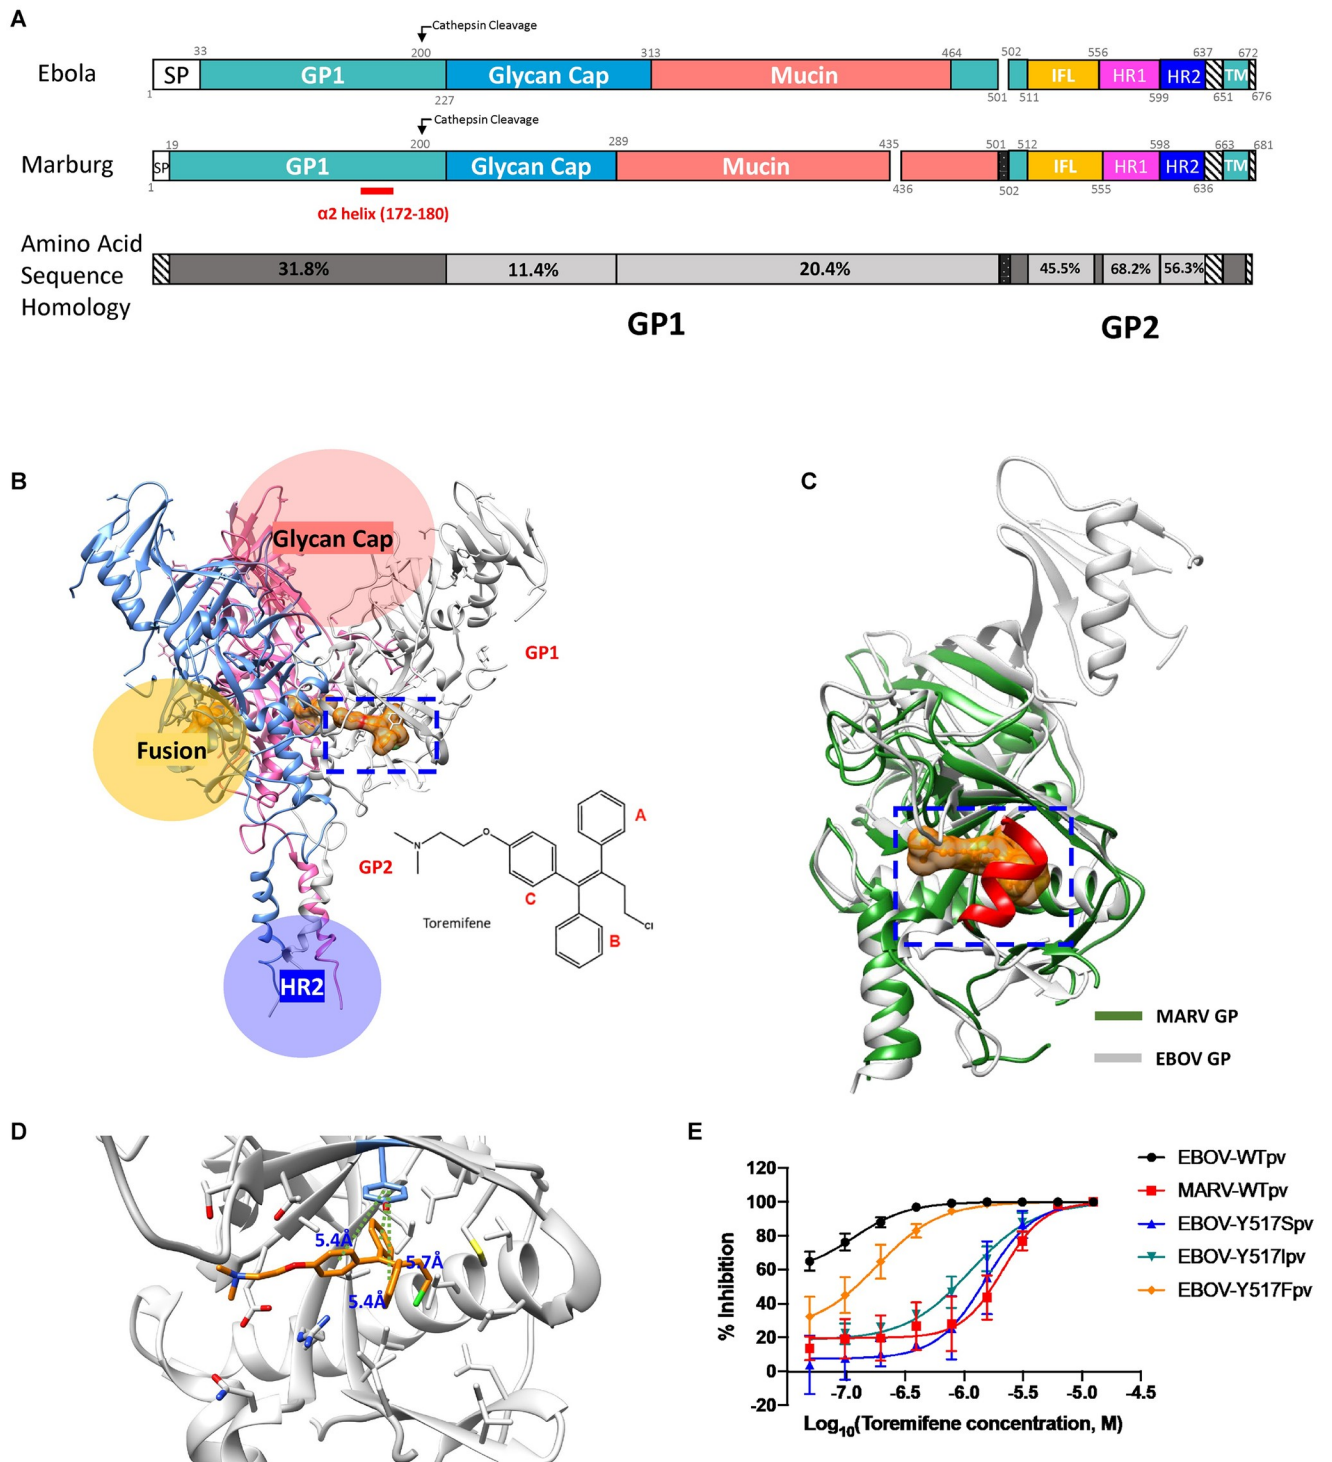 A
Cathepsin Cleavage
33 200 313 464 502 556 637 672
Ebola SP GP1 Glycan Cap Mucin IFL HR1 HR2 TM
1 227 501 511 599 651 676
Cathepsin Cleavage
19 200 289 435 501 512 598 663 681
Marburg SP GP1 Glycan Cap Mucin IFL HR1 HR2 TM
1 436 502 555 636
α2 helix (172-180)
Amino Acid
Sequence
Homology
31.8% 11.4% 20.4% 45.5% 68.2% 56.3%
GP1 GP2
B
Glycan Cap
GP1
Fusion
GP2
HR2
N
O
A
C
B
Cl
Toremifene
C
MARV GP
EBOV GP
D
5.4Å
5.7Å
5.4Å
E
EBOV-WTpv
MARV-WTpv
EBOV-Y517Spv
EBOV-Y517Ipv
EBOV-Y517Fpv
% Inhibition
120
100
80
60
40
20
0
-20
-7.0 -6.5 -6.0 -5.5 -5.0 -4.5
Log10(Toremifene concentration, M)